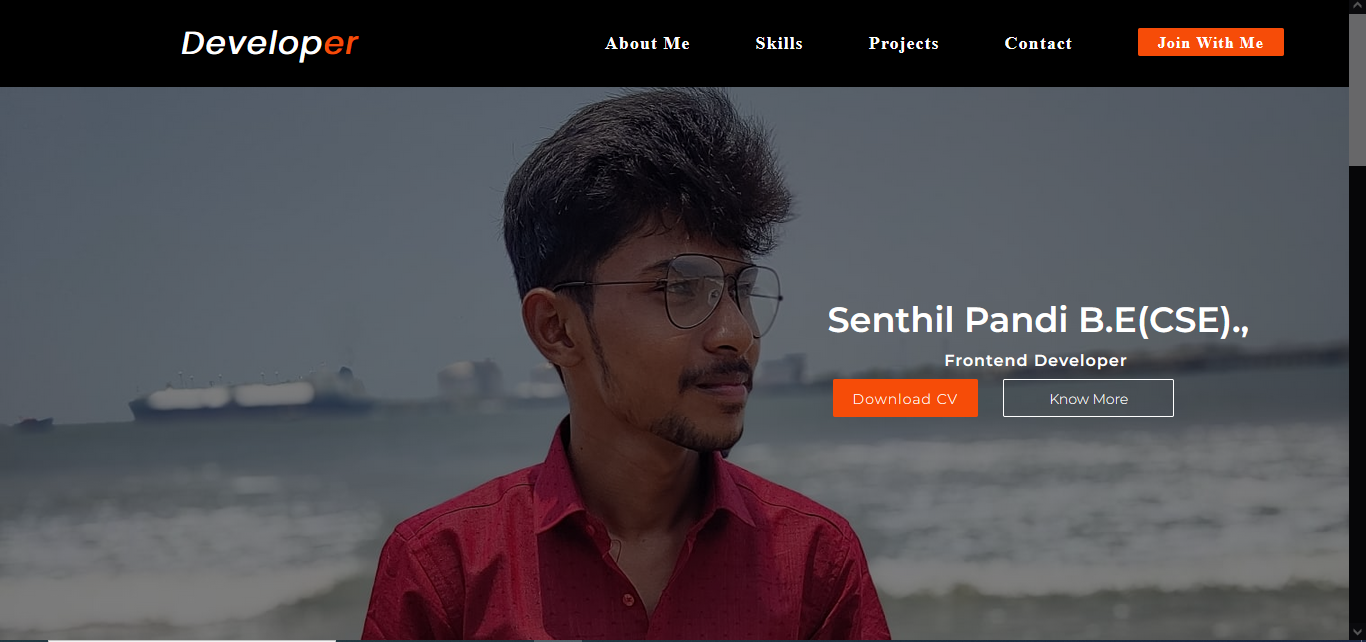 Developer
About Me
Skills
Projects
Contact
Join With Me
Senthil Pandi B.E(CSE).,
Frontend Developer
Download CV
Know More